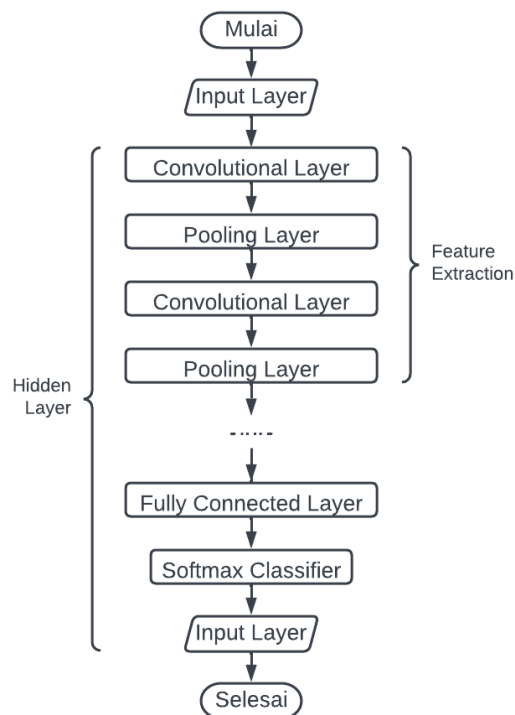 Mulai
Input Layer
Convolutional Layer
Pooling Layer
Convolutional Layer
Pooling Layer
Feature
Extraction
Hidden
Layer
Fully Connected Layer
Softmax Classifier
Input Layer
Selesai